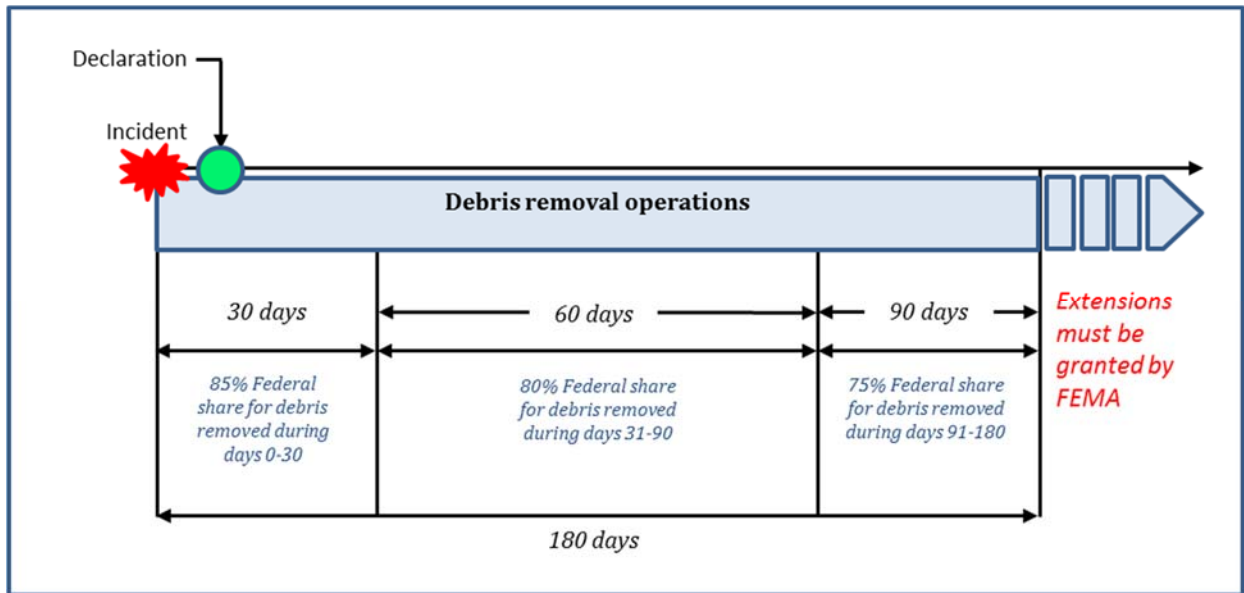 Declaration
Incident
Debris removal operations
30 days
60 days
90 days
Extensions
must be
granted by
FEMA
85% Federal
share for debris
removed during
days 0-30
80% Federal share
for debris removed
during days 31-90
75% Federal share
for debris removed
during days 91-180
180 days